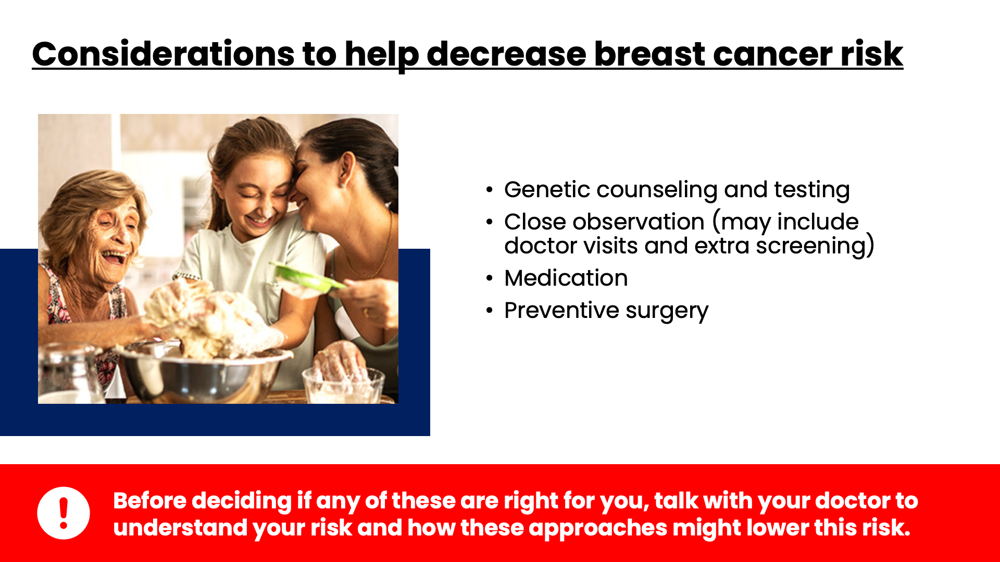 Considerations to help decrease breast cancer risk
• Genetic counseling and testing
• Close observation (may include
doctor visits and extra screening)
• Medication
• Preventive surgery
Before deciding if any of these are right for you, talk with your doctor to
understand your risk and how these approaches might lower this risk.